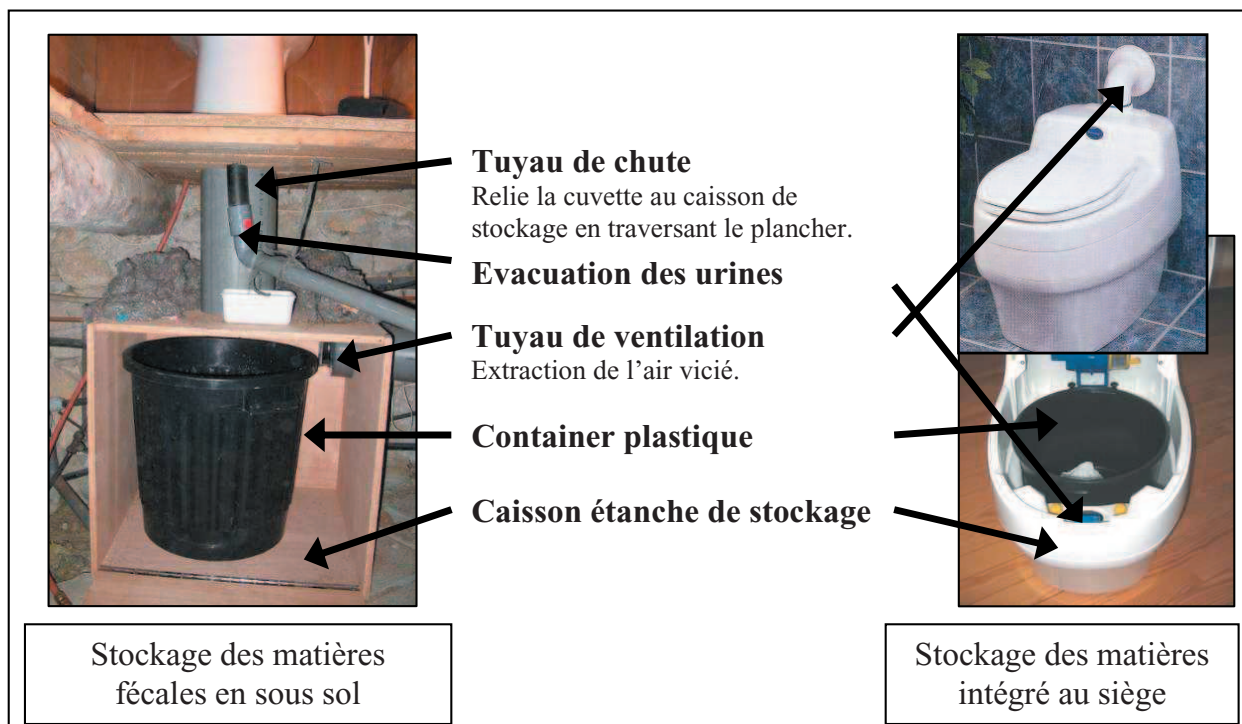 Tuyau de chute
Relie la cuvette au caisson de
stockage en traversant le plancher.
Evacuation des urines
Tuyau de ventilation
Extraction de l’air vicié.
Container plastique
Caisson étanche de stockage
Stockage des matières
fécales en sous sol
Stockage des matières
intégré au siège